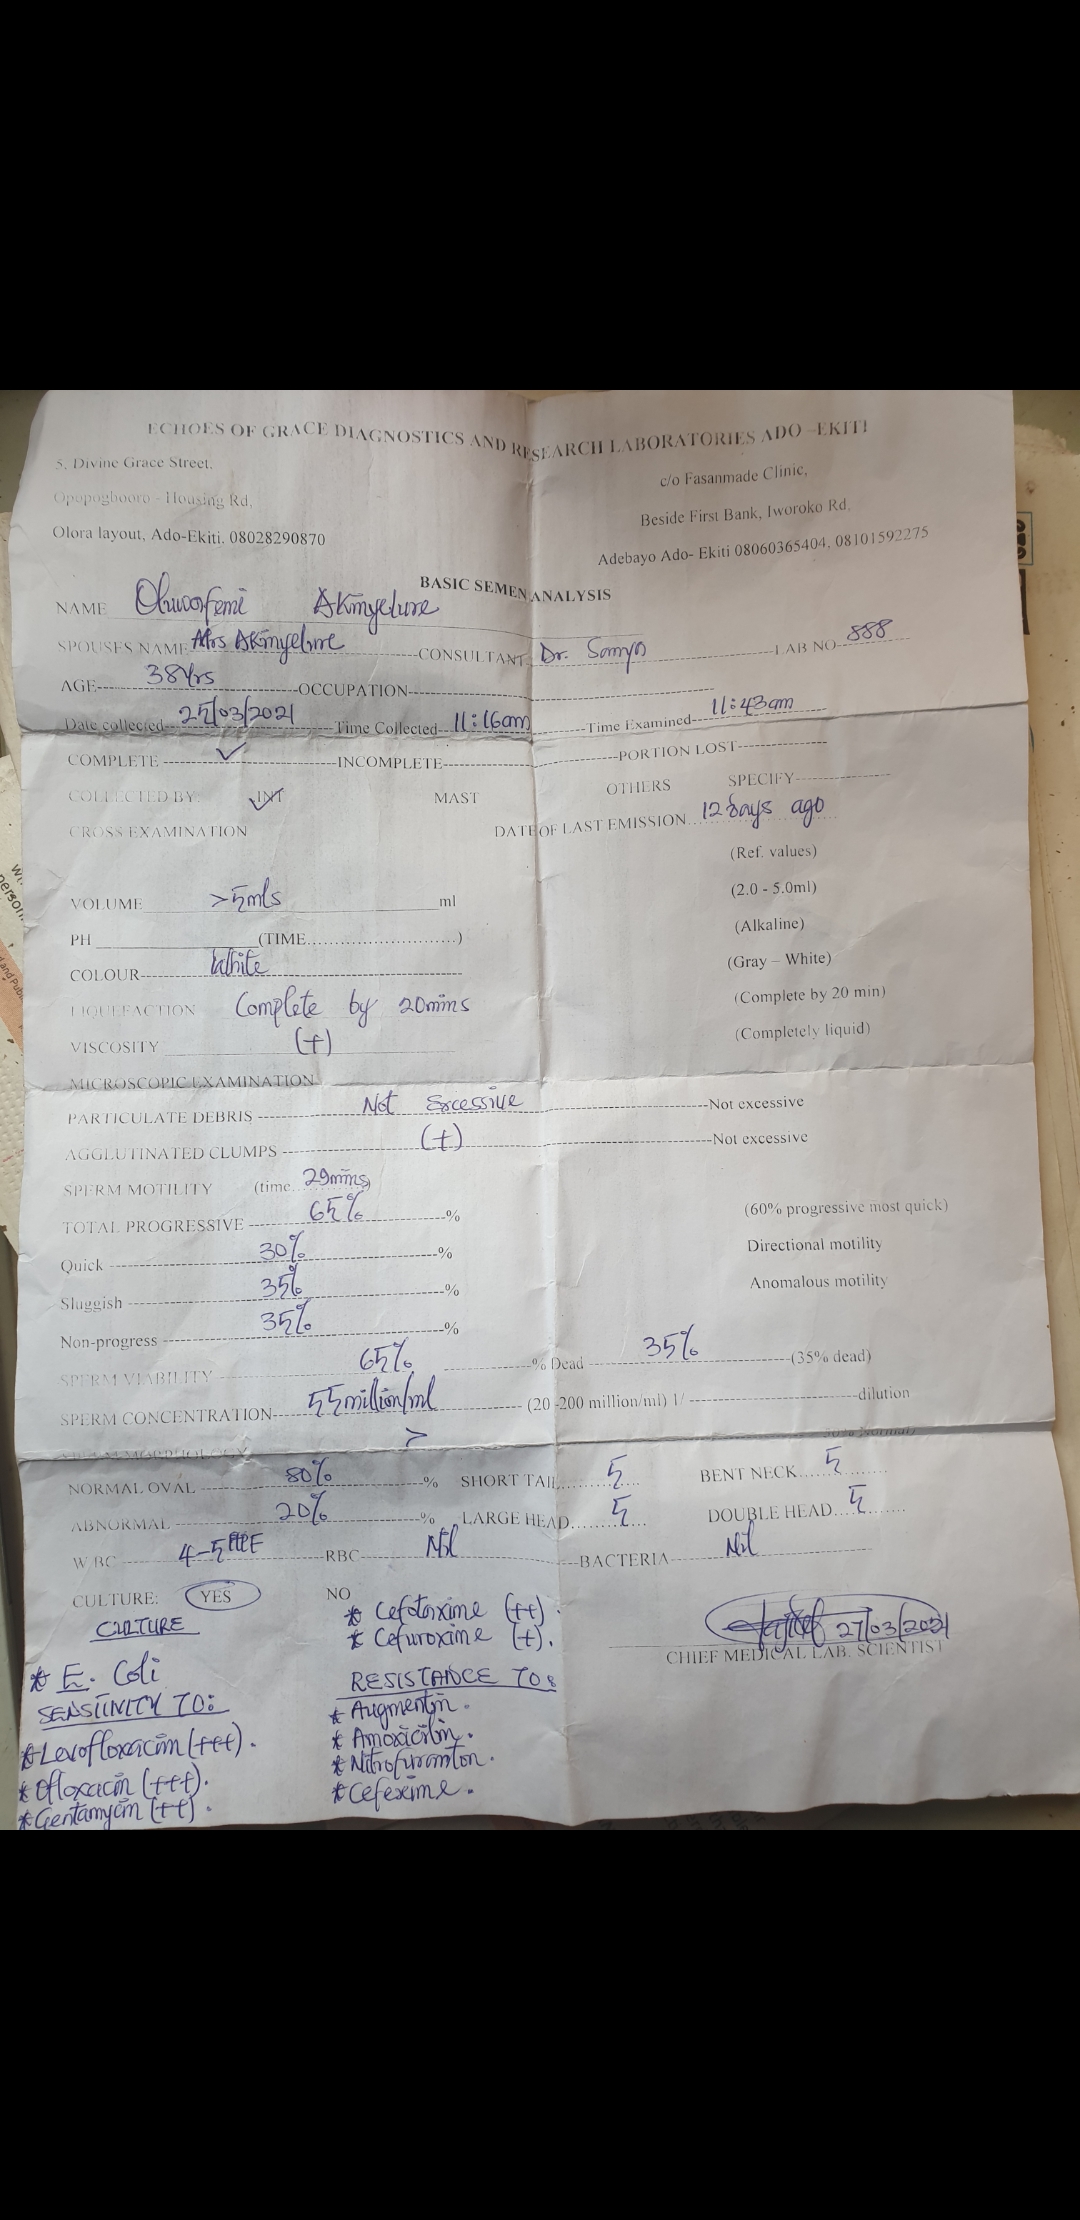 ECHOES OF GRACE DIAGNOSTICS AND RESEARCH LABORATORIES ADO -EKITI
5, Divine Grace Street,
c/o Fasanmade Clinic,
Opopogbooro - Housing Rd,
Beside First Bank, Iworoko Rd,
Olora layout, Ado-Ekiti. 08028290870
Adebayo Ado- Ekiti 08060365404, 08101592275
BASIC SEMEN ANALYSIS
NAME Oluwafemi Akinyelure
SPOUSES NAME Mrs Akinyelure CONSULTANT Dr. LAB NO 888
AGE 38Yrs OCCUPATION
Date collected 25/03/2021 Time Collected 11:16am Time Examined 11:43am
COMPLETE ✓ INCOMPLETE PORTION LOST
COLLECTED BY: INT ✓ MAST OTHERS SPECIFY
CROSS EXAMINATION DATE OF LAST EMISSION 12 days ago
(Ref. values)
VOLUME >5mls ml (2.0 - 5.0ml)
PH (TIME) (Alkaline)
COLOUR White (Gray – White)
LIQUEFACTION Complete by 20mins (Complete by 20 min)
VISCOSITY (+) (Completely liquid)
MICROSCOPIC EXAMINATION
PARTICULATE DEBRIS Not Excessive Not excessive
AGGLUTINATED CLUMPS (+) Not excessive
SPERM MOTILITY (time 29mins)
TOTAL PROGRESSIVE 65% % (60% progressive most quick)
Quick 30% % Directional motility
Sluggish 35% % Anomalous motility
Non-progress 35% %
SPERM VIABILITY 65% % Dead 35% (35% dead)
SPERM CONCENTRATION 55million/ml (20 -200 million/ml) 1/ dilution
>
NORMAL OVAL 80% % SHORT TAIL 5 BENT NECK 5
ABNORMAL 20% % LARGE HEAD 5 DOUBLE HEAD 5
WBC 4-5 HPF RBC Nil BACTERIA Nil
CULTURE: YES NO
CULTURE
* E. Coli
SENSITIVITY TO:
* Levofloxacin (+++).
* Ofloxacin (+++).
* Gentamycin (++).
* Cefotaxime (++).
* Cefuroxime (+).
RESISTANCE TO:
* Augmentin.
* Amoxicilin.
* Nitrofuranton.
* Cefexime.
27/03/2021
CHIEF MEDICAL LAB. SCIENTIST